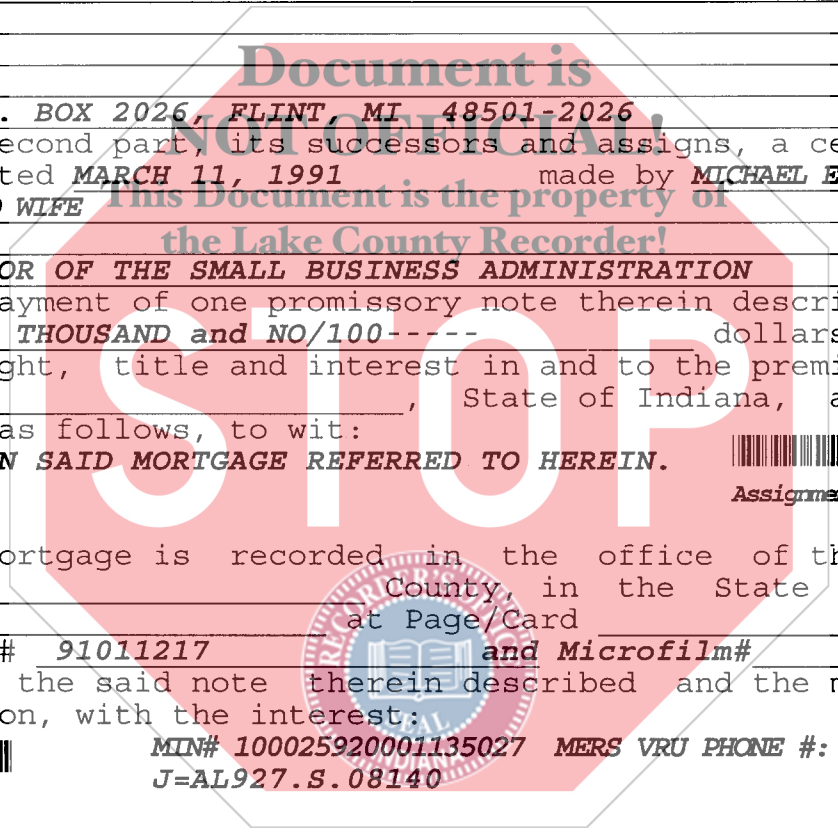 Document is
. BOX 2026, FLINT, MI 48501-2026
NOT OFFICIAL!
econd part, its successors and assigns, a ce
ted MARCH 11, 1991 made by MICHAEL E
This Document is the property of
WIFE
the Lake County Recorder!
OR OF THE SMALL BUSINESS ADMINISTRATION
ayment of one promissory note therein descri
THOUSAND and NO/100-----  dollars
STOP
ght, title and interest in and to the premi
, State of Indiana, a
as follows, to wit:
N SAID MORTGAGE REFERRED TO HEREIN.
Assignme
ortgage is recorded in the office of th
County, in the State
at Page/Card
# 91011217 and Microfilm#
the said note therein described and the m
on, with the interest:
MIN# 100025920001135027 MERS VRU PHONE #:
J=AL927.S.08140
RECORDER'S OFFICE
SEAL
INDIANA